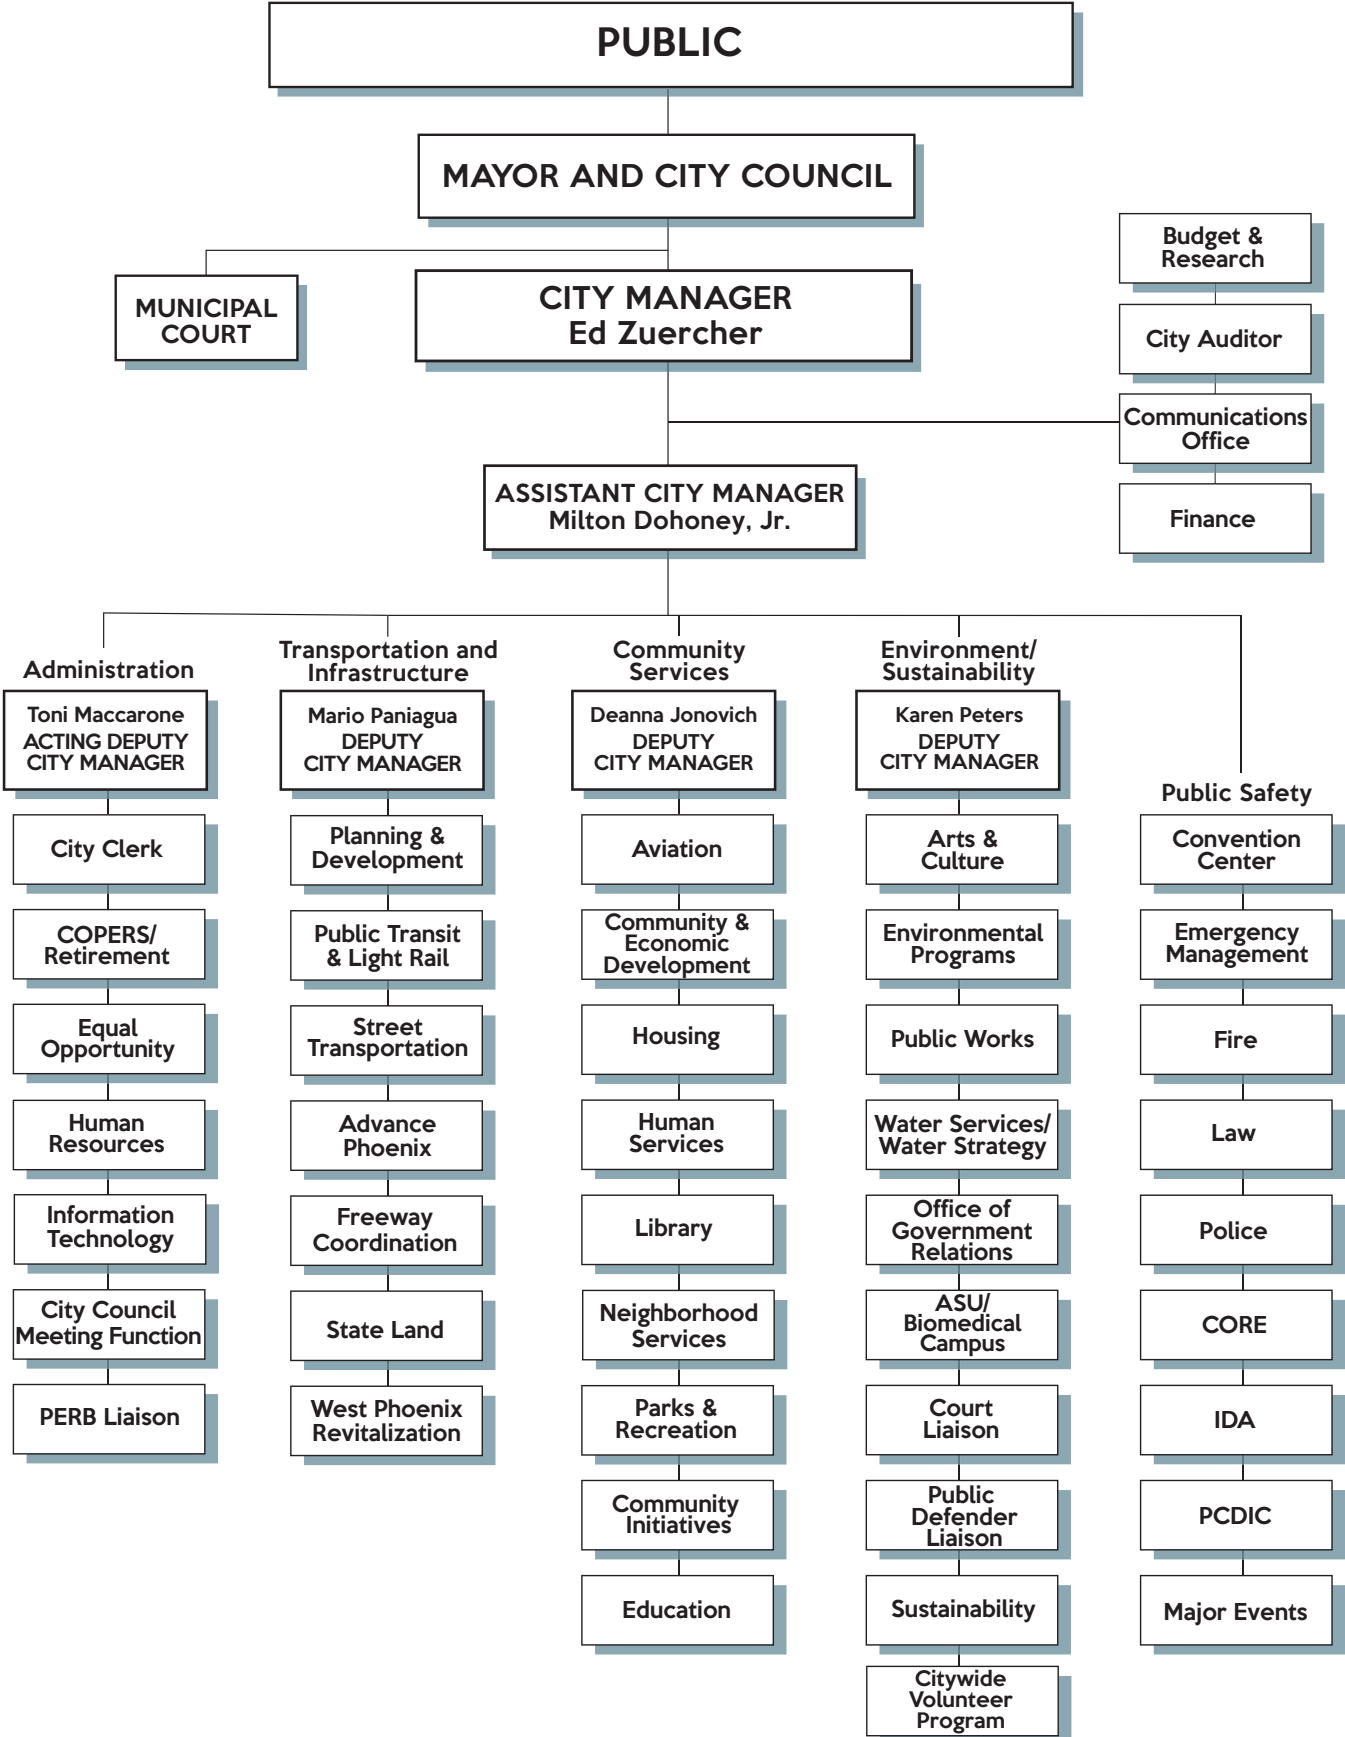 PUBLIC
MAYOR AND CITY COUNCIL
MUNICIPAL
COURT
CITY MANAGER
Ed Zuercher
Budget &
Research
City Auditor
Communications
Office
Finance
ASSISTANT CITY MANAGER
Milton Dohoney, Jr.
Administration
Toni Maccarone
ACTING DEPUTY
CITY MANAGER
City Clerk
COPERS/
Retirement
Equal
Opportunity
Human
Resources
Information
Technology
City Council
Meeting Function
PERB Liaison
Transportation and
Infrastructure
Mario Paniagua
DEPUTY
CITY MANAGER
Planning &
Development
Public Transit
& Light Rail
Street
Transportation
Advance
Phoenix
Freeway
Coordination
State Land
West Phoenix
Revitalization
Community
Services
Deanna Jonovich
DEPUTY
CITY MANAGER
Aviation
Community &
Economic
Development
Housing
Human
Services
Library
Neighborhood
Services
Parks &
Recreation
Community
Initiatives
Education
Environment/
Sustainability
Karen Peters
DEPUTY
CITY MANAGER
Arts &
Culture
Environmental
Programs
Public Works
Water Services/
Water Strategy
Office of
Government
Relations
ASU/
Biomedical
Campus
Court
Liaison
Public
Defender
Liaison
Sustainability
Citywide
Volunteer
Program
Public Safety
Convention
Center
Emergency
Management
Fire
Law
Police
CORE
IDA
PCDIC
Major Events